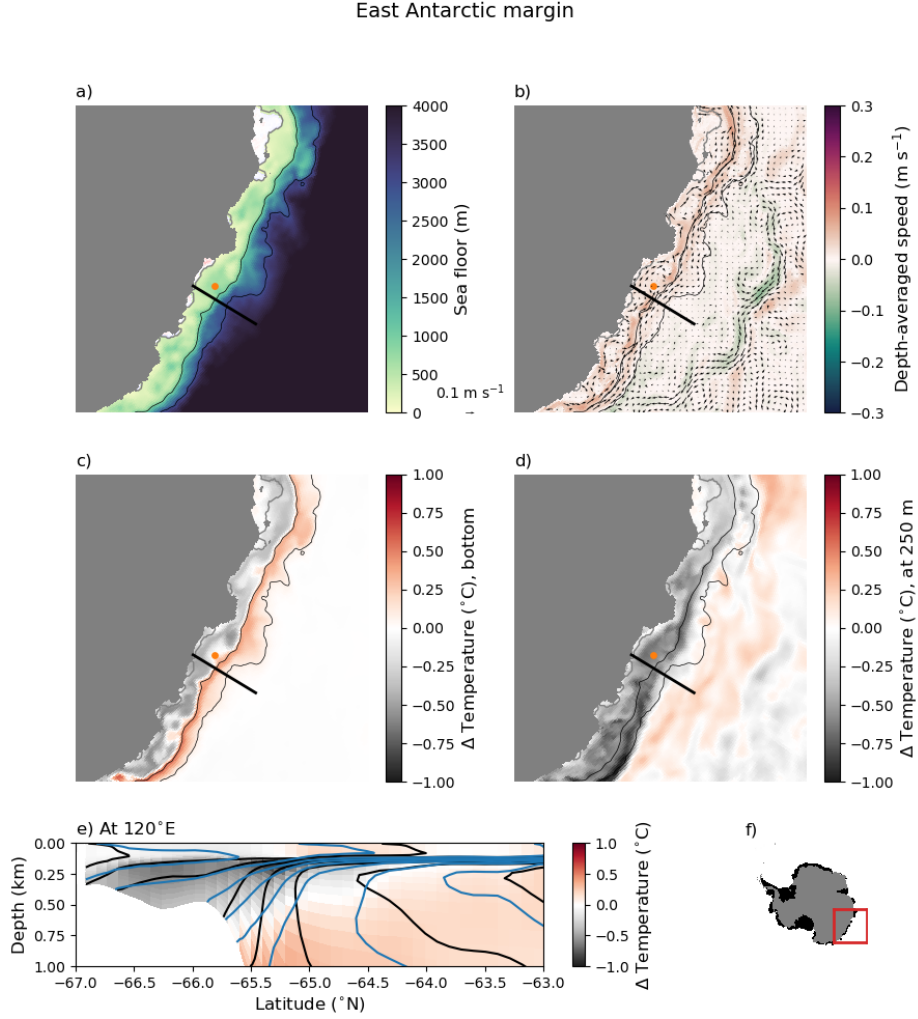 East Antarctic margin
a)
4000
3500
3000
2500
2000
1500
1000
500
0
Sea floor (m)
0.1 m s⁻¹
b)
0.3
0.2
0.1
0.0
−0.1
−0.2
−0.3
Depth-averaged speed (m s⁻¹)
c)
1.00
0.75
0.50
0.25
0.00
−0.25
−0.50
−0.75
−1.00
Δ Temperature (˚C), bottom
d)
1.00
0.75
0.50
0.25
0.00
−0.25
−0.50
−0.75
−1.00
Δ Temperature (˚C), at 250 m
e) At 120˚E
0.00
0.25
0.50
0.75
1.00
Depth (km)
−67.0 −66.5 −66.0 −65.5 −65.0 −64.5 −64.0 −63.5 −63.0
Latitude (˚N)
1.0
0.5
0.0
−0.5
−1.0
Δ Temperature (˚C)
f)